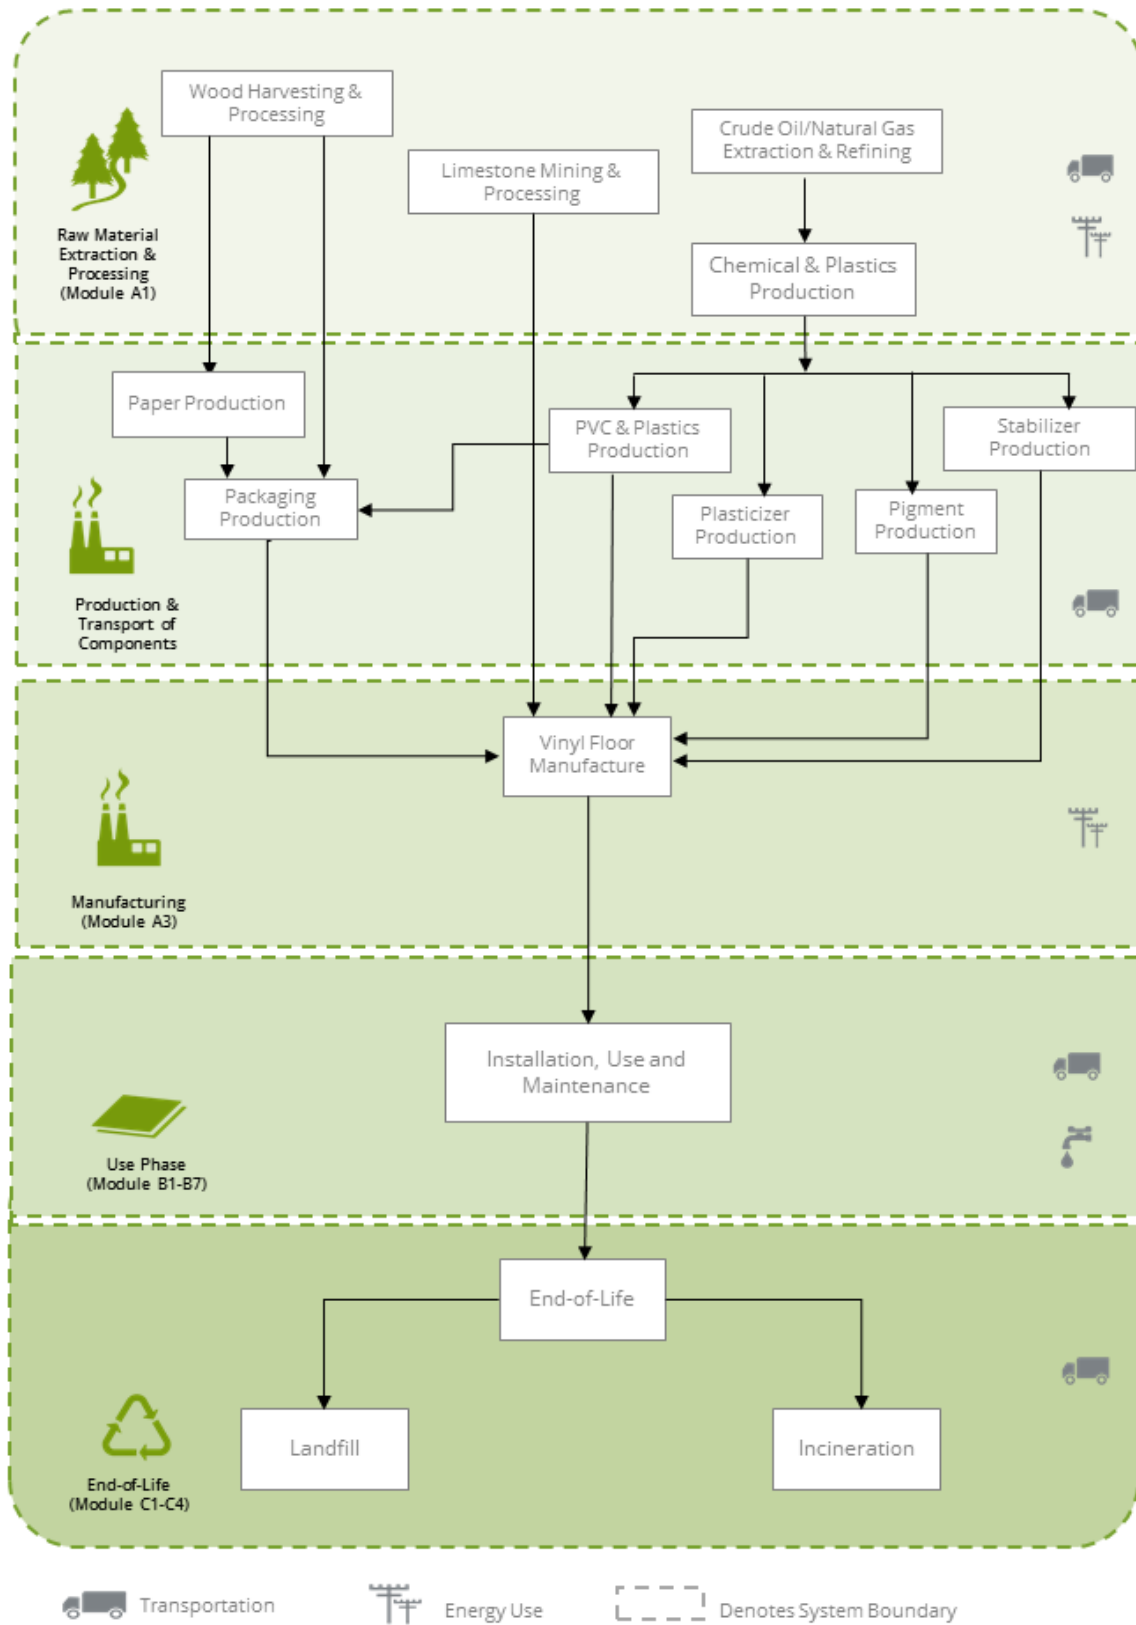 Wood Harvesting &
Processing
Crude Oil/Natural Gas
Extraction & Refining
Limestone Mining &
Processing
Raw Material
Extraction &
Processing
(Module A1)
Chemical & Plastics
Production
Paper Production
PVC & Plastics
Production
Stabilizer
Production
Packaging
Production
Plasticizer
Production
Pigment
Production
Production &
Transport of
Components
Vinyl Floor
Manufacture
Manufacturing
(Module A3)
Installation, Use and
Maintenance
Use Phase
(Module B1-B7)
End-of-Life
Landfill
Incineration
End-of-Life
(Module C1-C4)
Transportation
Energy Use
Denotes System Boundary